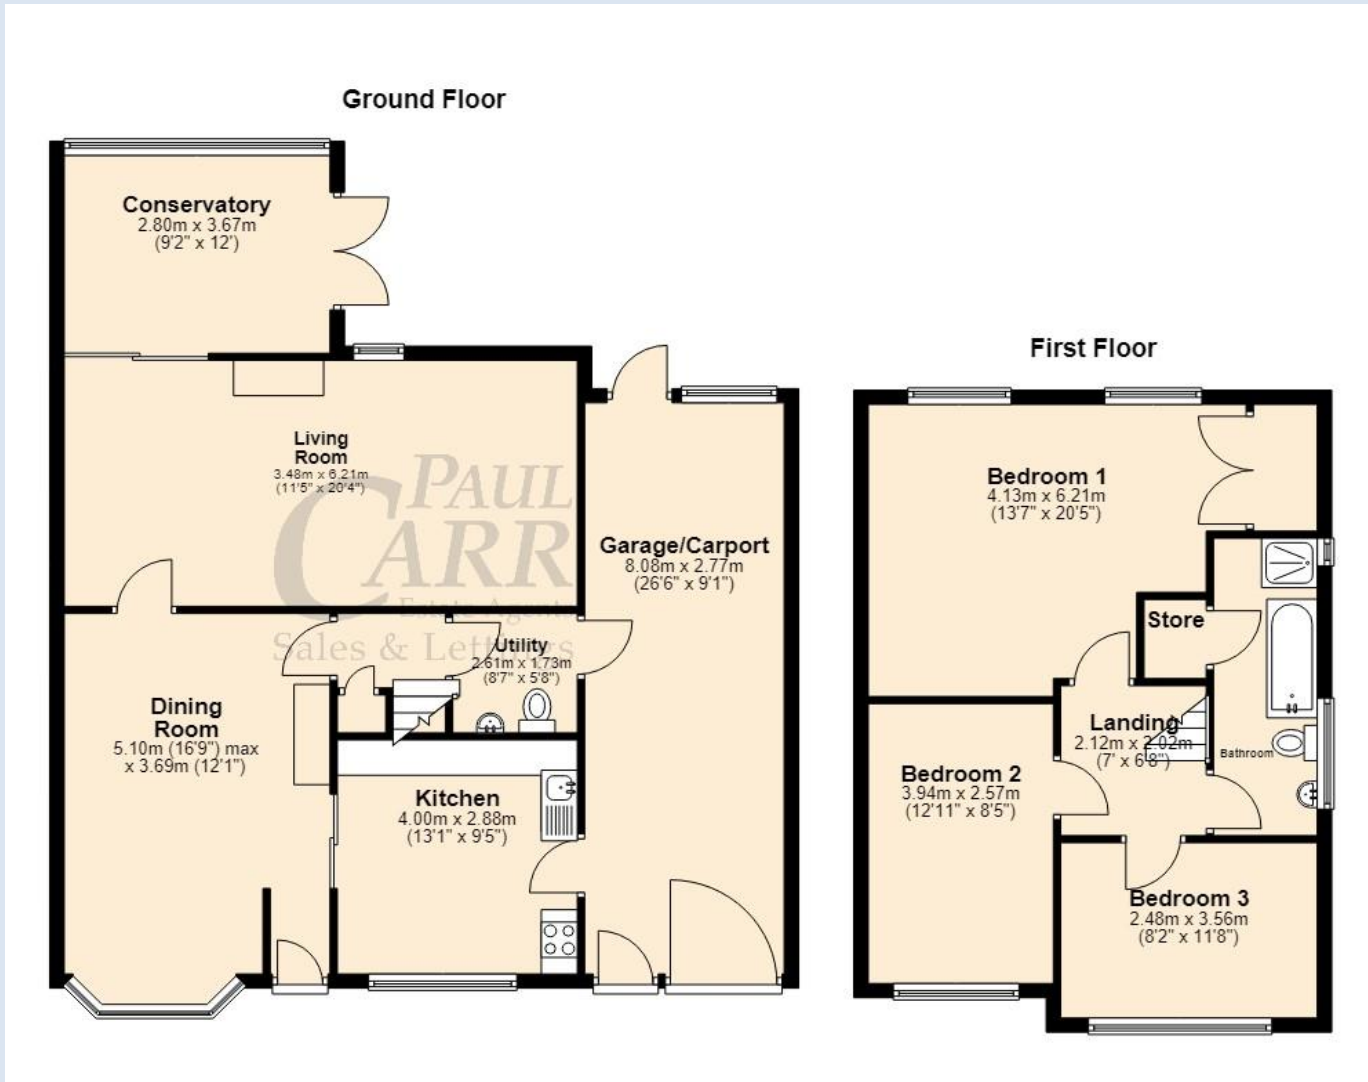 Ground Floor
Conservatory
2.80m x 3.67m
(9'2" x 12')
Living
Room
3.48m x 6.21m
(11'5" x 20'4")
PAUL
CARR
Estate Agents
Sales & Lettings
Garage/Carport
8.08m x 2.77m
(26'6" x 9'1")
Utility
2.61m x 1.73m
(8'7" x 5'8")
Dining
Room
5.10m (16'9") max
x 3.69m (12'1")
Kitchen
4.00m x 2.88m
(13'1" x 9'5")
First Floor
Bedroom 1
4.13m x 6.21m
(13'7" x 20'5")
Store
Landing
2.12m x 2.02m
(7' x 6'8")
Bathroom
Bedroom 2
3.94m x 2.57m
(12'11" x 8'5")
Bedroom 3
2.48m x 3.56m
(8'2" x 11'8")